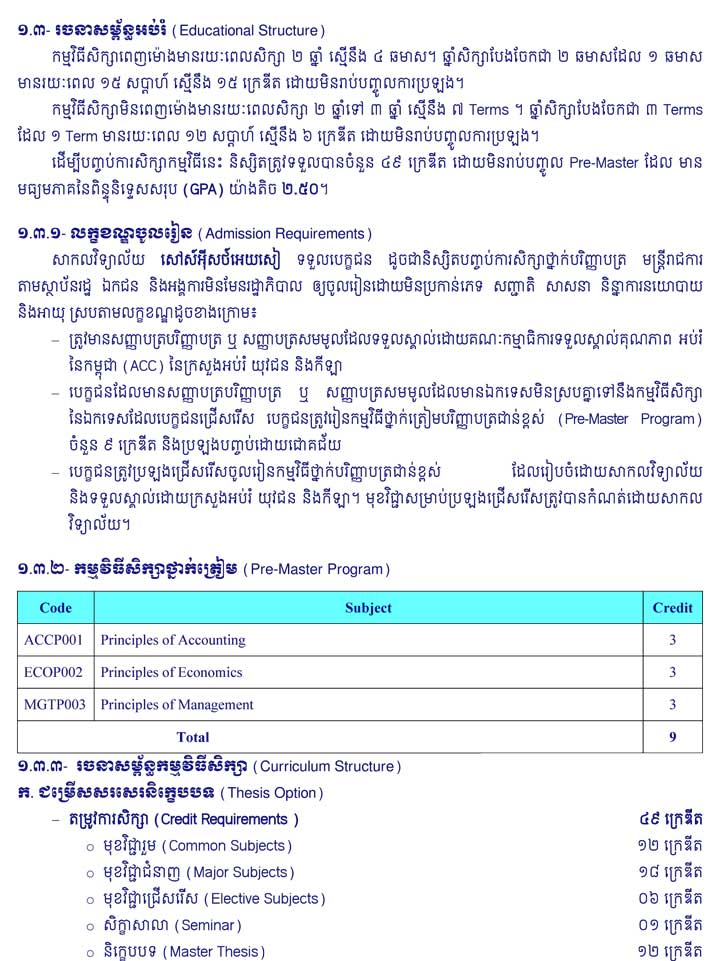 ១.៣- រចនាសម្ព័ន្ធអប់រំ (Educational Structure)
កម្មវិធីសិក្សាពេញម៉ោងមានរយៈពេលសិក្សា ២ ឆ្នាំ ស្មើនឹង ៤ ឆមាស។ ឆ្នាំសិក្សាបែងចែកជា ២ ឆមាសដែល ១ ឆមាស
មានរយៈពេល ១៥ សប្តាហ៍ ស្មើនឹង ១៥ ក្រេឌីត ដោយមិនរាប់បញ្ចូលការប្រឡង។
កម្មវិធីសិក្សាមិនពេញម៉ោងមានរយៈពេលសិក្សា ២ ឆ្នាំទៅ ៣ ឆ្នាំ ស្មើនឹង ៧ Terms ។ ឆ្នាំសិក្សាបែងចែកជា ៣ Terms
ដែល ១ Term មានរយៈពេល ១២ សប្តាហ៍ ស្មើនឹង ៦ ក្រេឌីត ដោយមិនរាប់បញ្ចូលការប្រឡង។
ដើម្បីបញ្ចប់ការសិក្សាកម្មវិធីនេះ និស្សិតត្រូវទទួលបានចំនួន ៤៩ ក្រេឌីត ដោយមិនរាប់បញ្ចូល Pre-Master ដែល មាន
មធ្យមភាគនៃពិន្ទុនិទ្ទេសសរុប (GPA) យ៉ាងតិច ២.៥០។
១.៣.១- លក្ខខណ្ឌចូលរៀន (Admission Requirements)
សាកលវិទ្យាល័យ សៅស៍អ៊ីសថ៍អេយសៀ ទទួលបេក្ខជន ដូចជានិស្សិតបញ្ចប់ការសិក្សាថ្នាក់បរិញ្ញាបត្រ មន្ត្រីរាជការ
តាមស្ថាប័នរដ្ឋ ឯកជន និងអង្គការមិនមែនរដ្ឋាភិបាល ឲ្យចូលរៀនដោយមិនប្រកាន់ភេទ សញ្ជាតិ សាសនា និន្នាការនយោបាយ
និងអាយុ ស្របតាមលក្ខខណ្ឌដូចខាងក្រោម៖
– ត្រូវមានសញ្ញាបត្របរិញ្ញាបត្រ ឬ សញ្ញាបត្រសមមូលដែលទទួលស្គាល់ដោយគណៈកម្មាធិការទទួលស្គាល់គុណភាព អប់រំ
នៃកម្ពុជា (ACC) នៃក្រសួងអប់រំ យុវជន និងកីឡា
– បេក្ខជនដែលមានសញ្ញាបត្របរិញ្ញាបត្រ ឬ សញ្ញាបត្រសមមូលដែលមានឯកទេសមិនស្របគ្នាទៅនឹងកម្មវិធីសិក្សា
នៃឯកទេសដែលបេក្ខជនជ្រើសរើស បេក្ខជនត្រូវរៀនកម្មវិធីថ្នាក់ត្រៀមបរិញ្ញាបត្រជាន់ខ្ពស់ (Pre-Master Program)
ចំនួន ៩ ក្រេឌីត និងប្រឡងបញ្ចប់ដោយជោគជ័យ
– បេក្ខជនត្រូវប្រឡងជ្រើសរើសចូលរៀនកម្មវិធីថ្នាក់បរិញ្ញាបត្រជាន់ខ្ពស់ ដែលរៀបចំដោយសាកលវិទ្យាល័យ
និងទទួលស្គាល់ដោយក្រសួងអប់រំ យុវជន និងកីឡា។ មុខវិជ្ជាសម្រាប់ប្រឡងជ្រើសរើសត្រូវបានកំណត់ដោយសាកល
វិទ្យាល័យ។
១.៣.២- កម្មវិធីសិក្សាថ្នាក់ត្រៀម (Pre-Master Program)
Code Subject Credit
ACCP001 Principles of Accounting 3
ECOP002 Principles of Economics 3
MGTP003 Principles of Management 3
Total 9
១.៣.៣- រចនាសម្ព័ន្ធកម្មវិធីសិក្សា (Curriculum Structure)
ក. ជម្រើសសរសេរនិក្ខេបបទ (Thesis Option)
– តម្រូវការសិក្សា (Credit Requirements ) ៤៩ ក្រេឌីត
o មុខវិជ្ជារួម (Common Subjects) ១២ ក្រេឌីត
o មុខវិជ្ជាជំនាញ (Major Subjects) ១៨ ក្រេឌីត
o មុខវិជ្ជាជ្រើសរើស (Elective Subjects) ០៦ ក្រេឌីត
o សិក្ខាសាលា (Seminar) ០១ ក្រេឌីត
o និក្ខេបបទ (Master Thesis) ១២ ក្រេឌីត